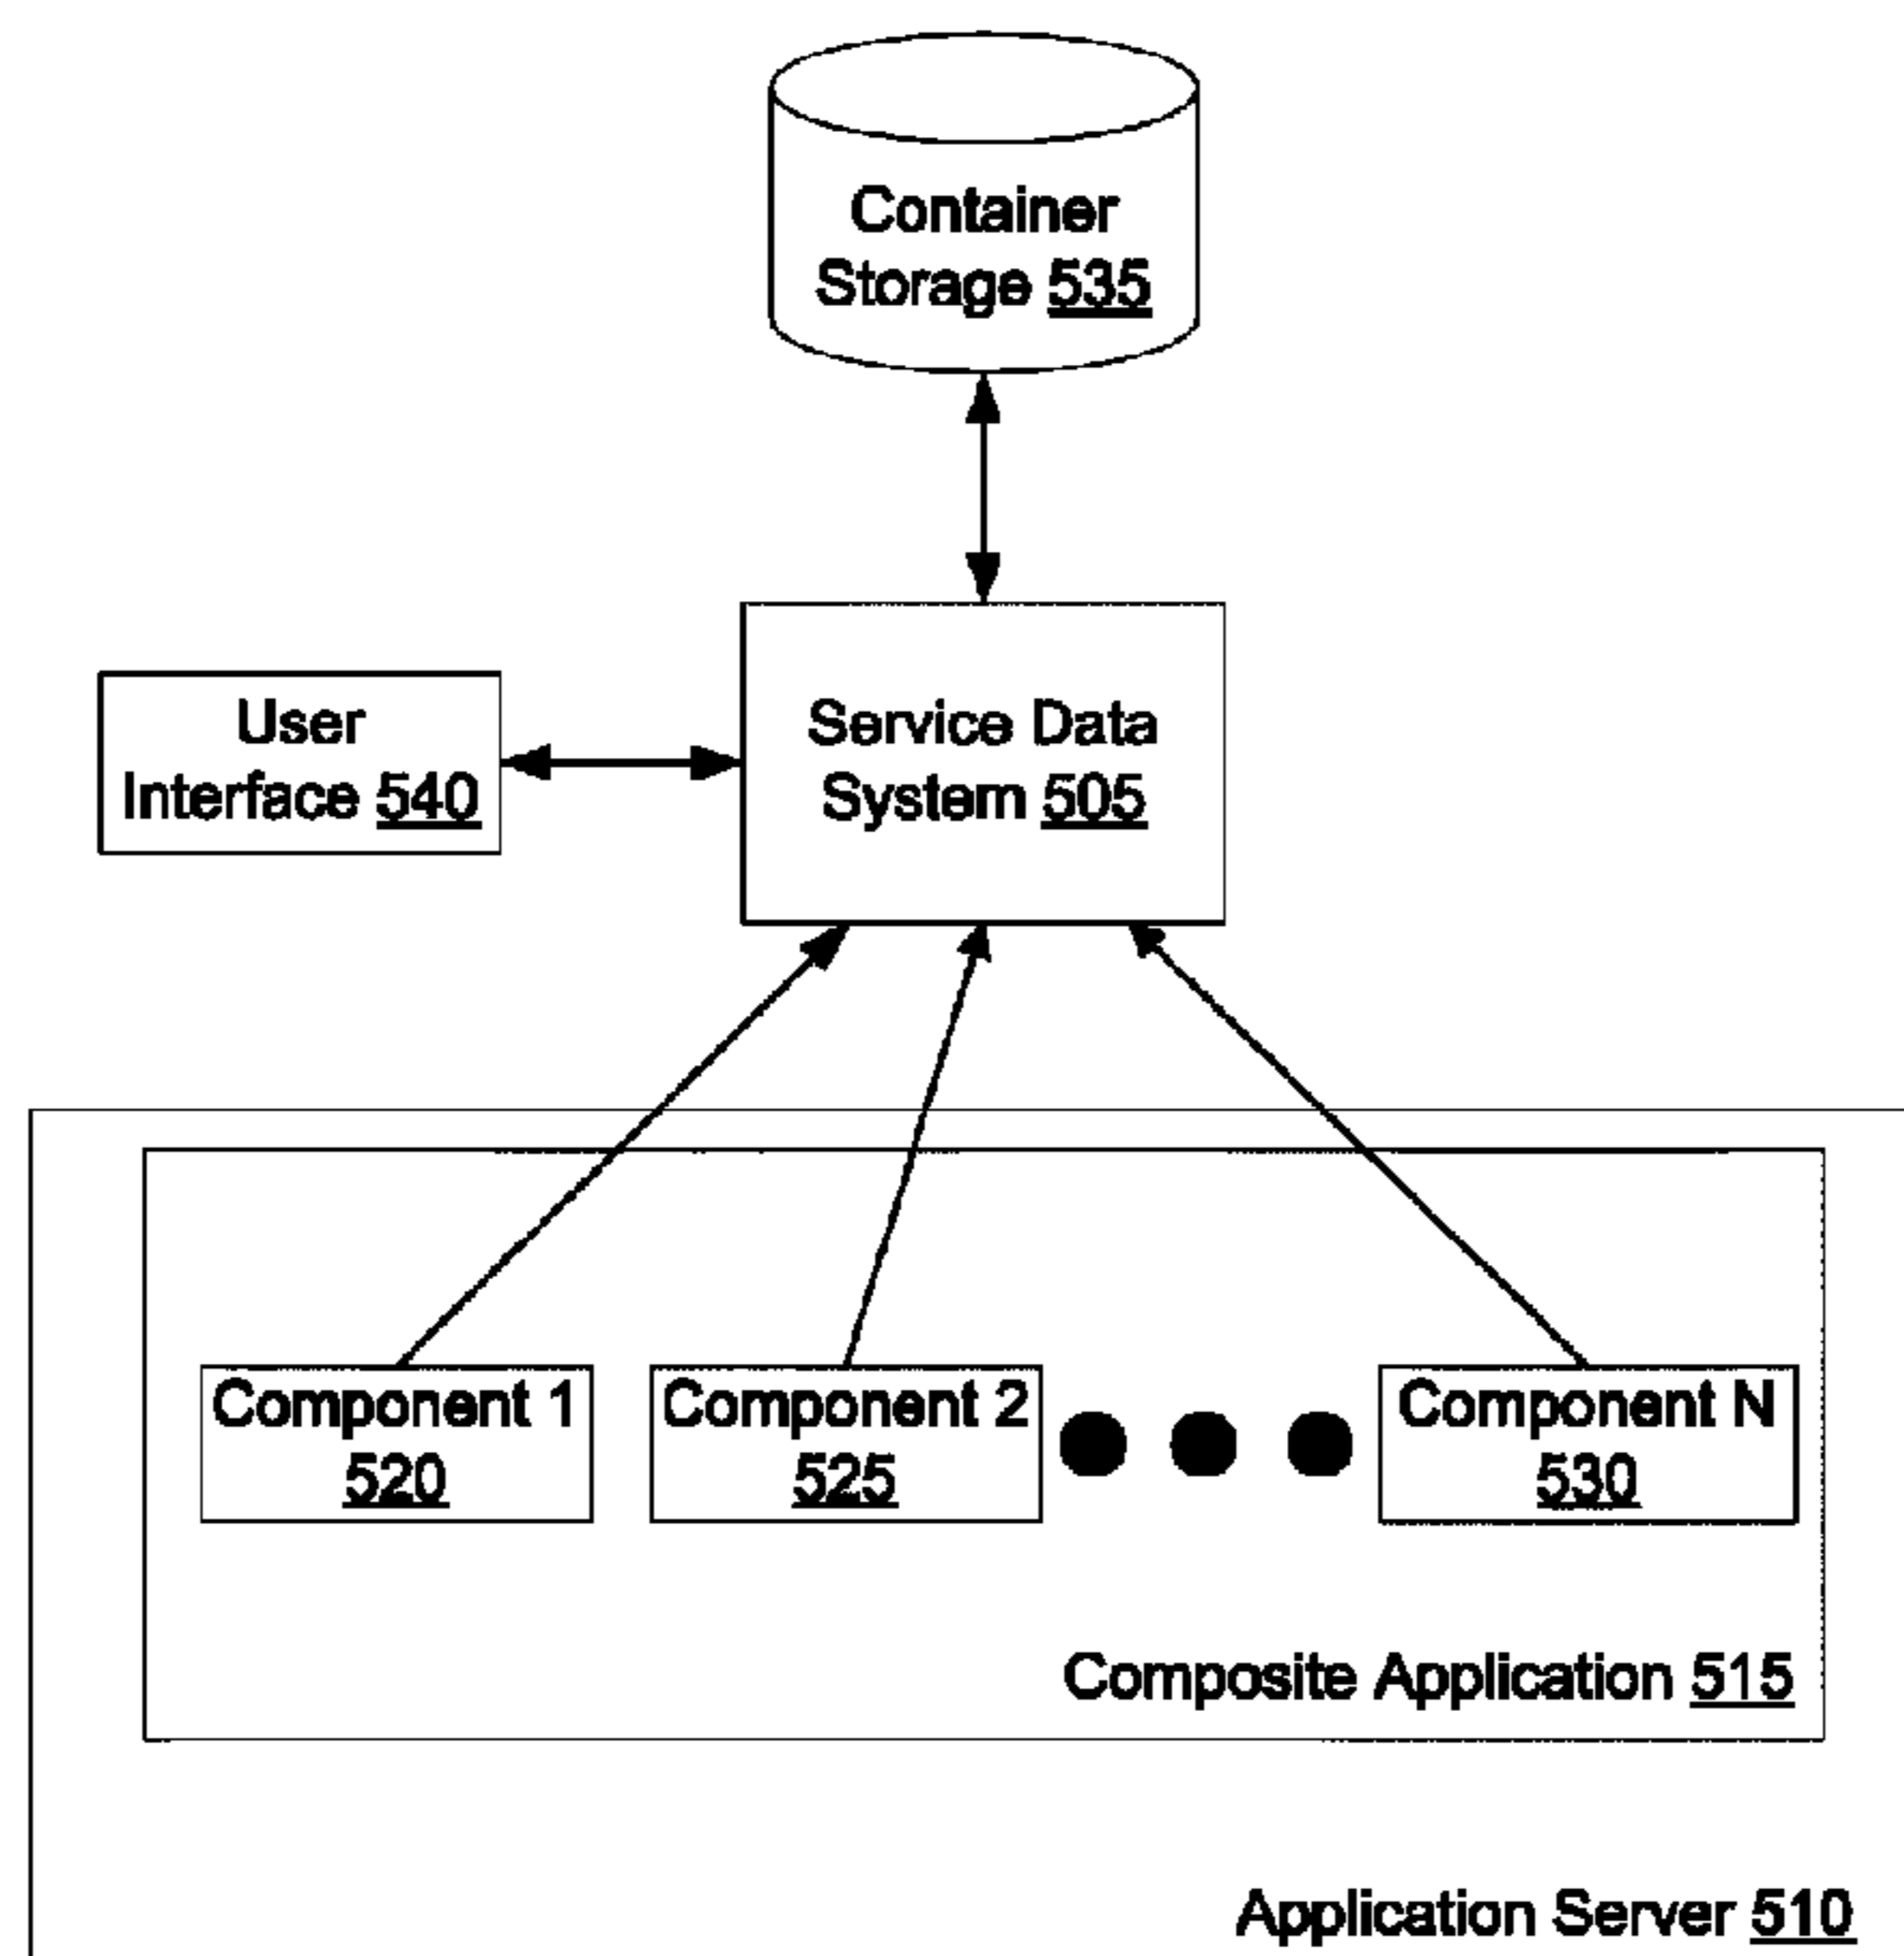 Container
Storage 535
User
Interface 540
Service Data
System 505
Component 1
520
Component 2
525
Component N
530
Composite Application 515
Application Server 510